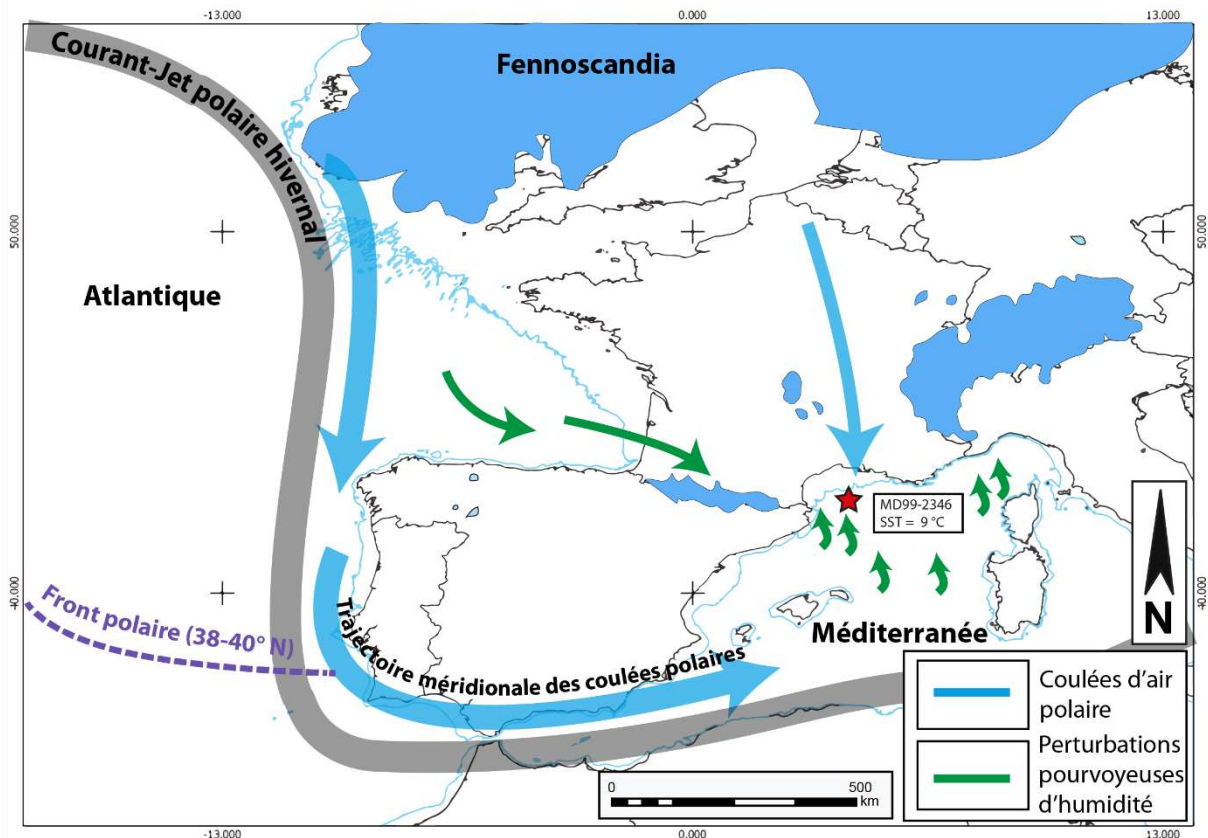 -13.000
0.000
13.000
Courant-Jet polaire hivernal
Fennoscandia
50.000
50.000
Atlantique
MD99-2346
SST = 9 °C
40.000
40.000
Front polaire (38-40° N)
Trajectoire méridionale des coulées polaires
Méditerranée
N
Coulées d'air
polaire
Perturbations
pourvoyeuses
d'humidité
0
500
km
-13.000
0.000
13.000